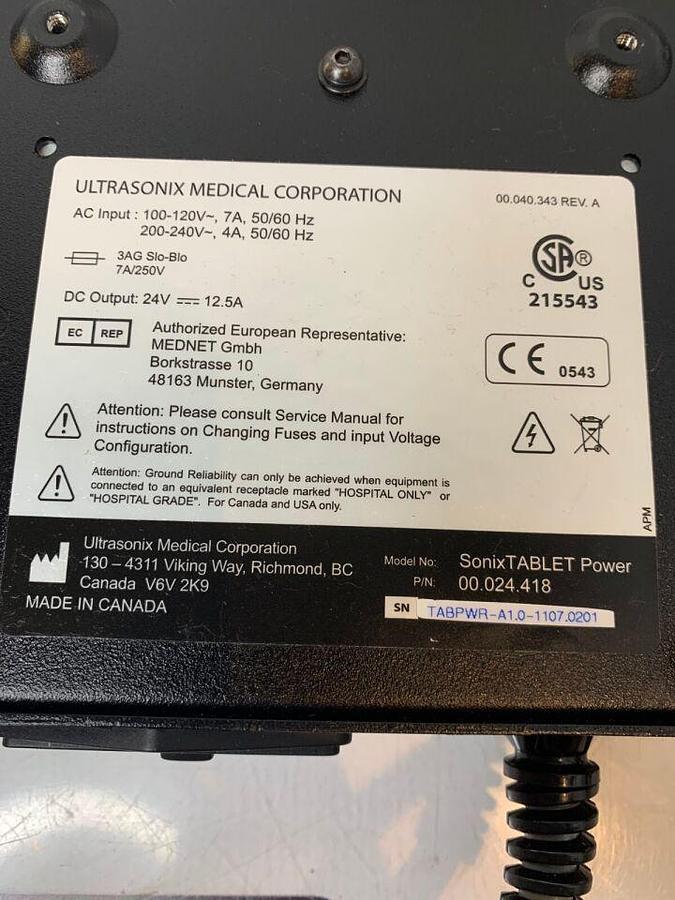 ULTRASONIX MEDICAL CORPORATION
00.040.343 REV. A
AC Input : 100-120V~, 7A, 50/60 Hz
200-240V~, 4A, 50/60 Hz
3AG Slo-Blo
7A/250V
DC Output: 24V ⎓ 12.5A
SA ®
C US
215543
EC REP
Authorized European Representative:
MEDNET Gmbh
Borkstrasse 10
48163 Munster, Germany
CE 0543
Attention: Please consult Service Manual for
instructions on Changing Fuses and input Voltage
Configuration.
Attention: Ground Reliability can only be achieved when equipment is
connected to an equivalent receptacle marked "HOSPITAL ONLY" or
"HOSPITAL GRADE". For Canada and USA only.
APM
Ultrasonix Medical Corporation
130 – 4311 Viking Way, Richmond, BC
Canada V6V 2K9
MADE IN CANADA
Model No: SonixTABLET Power
P/N: 00.024.418
SN TABPWR-A1.0-1107.0201